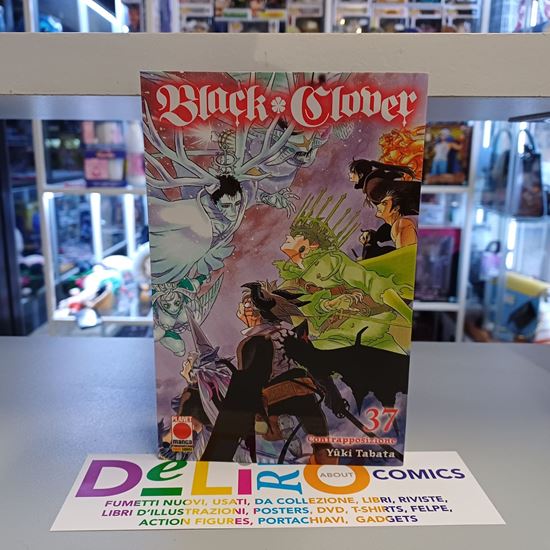 Black Clover
37
Contrapposizione
Yūki Tabata
PLANET
manga
DeLiRO ABOUT COMICS
FUMETTI NUOVI, USATI, DA COLLEZIONE, LIBRI, RIVISTE,
LIBRI D'ILLUSTRAZIONI, POSTERS, DVD, T-SHIRTS, FELPE,
ACTION FIGURES, PORTACHIAVI, GADGETS